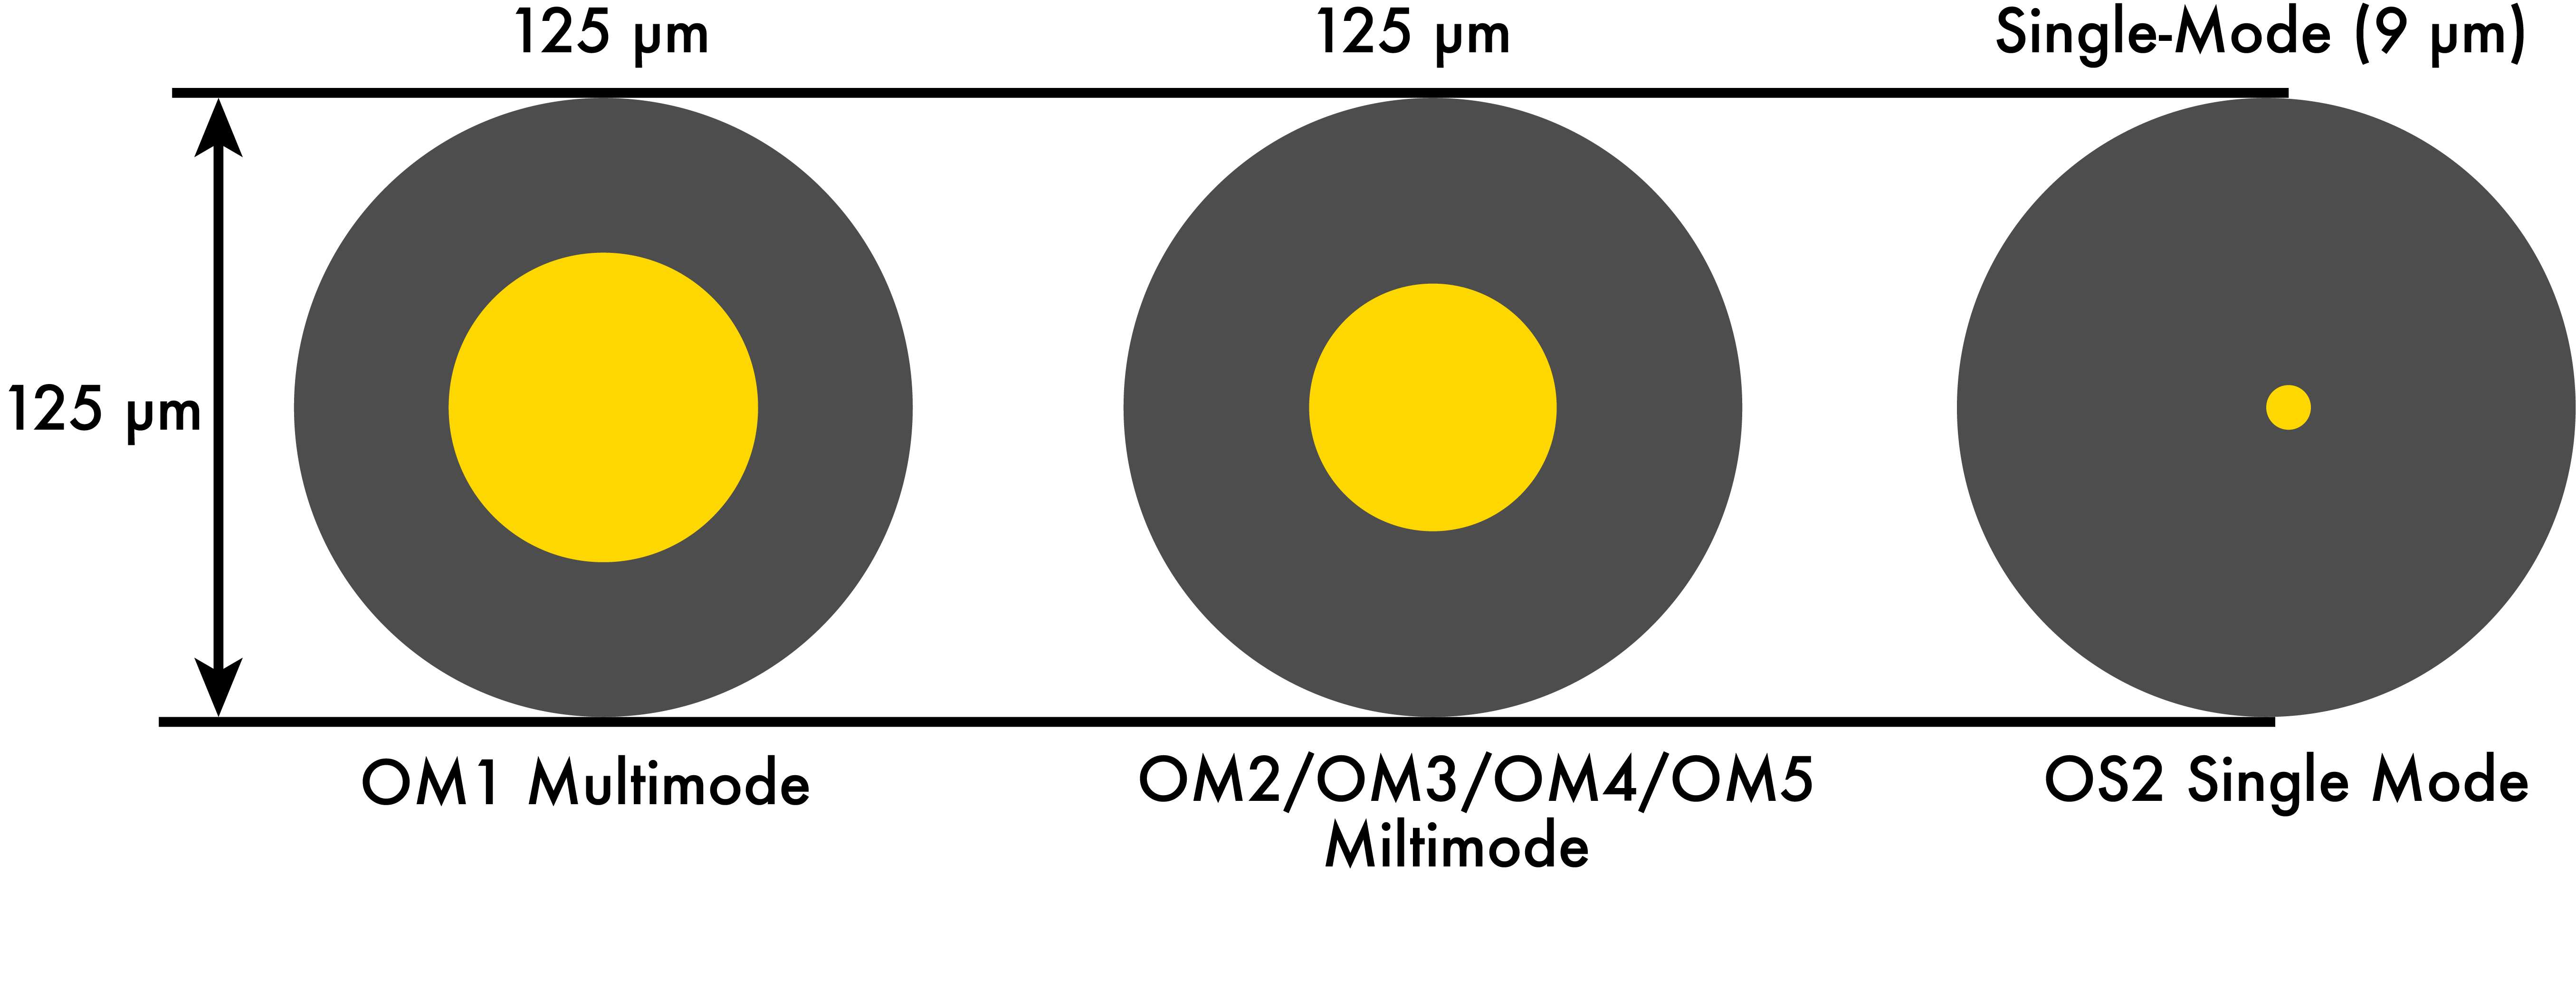 125 µm
125 µm
Single-Mode (9 µm)
125 µm
OM1 Multimode
OM2/OM3/OM4/OM5
Miltimode
OS2 Single Mode